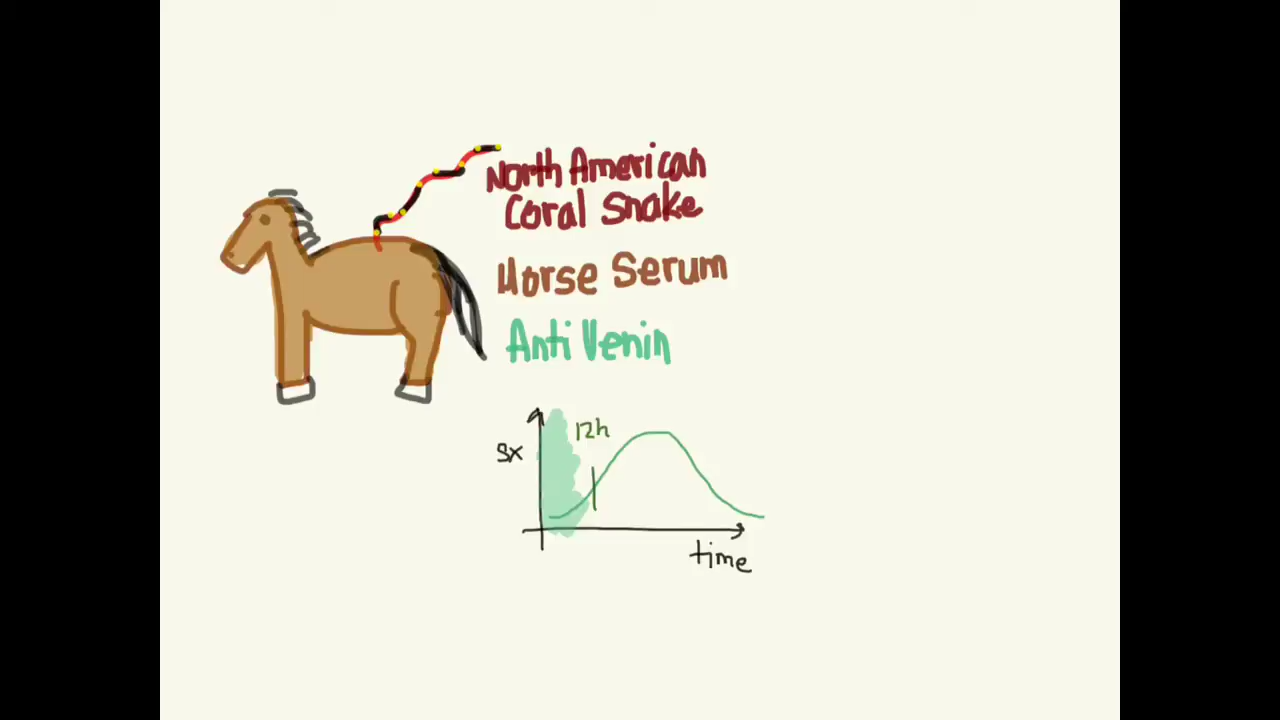 North American
Coral Snake
Horse Serum
Anti Venin
12h
Sx
time